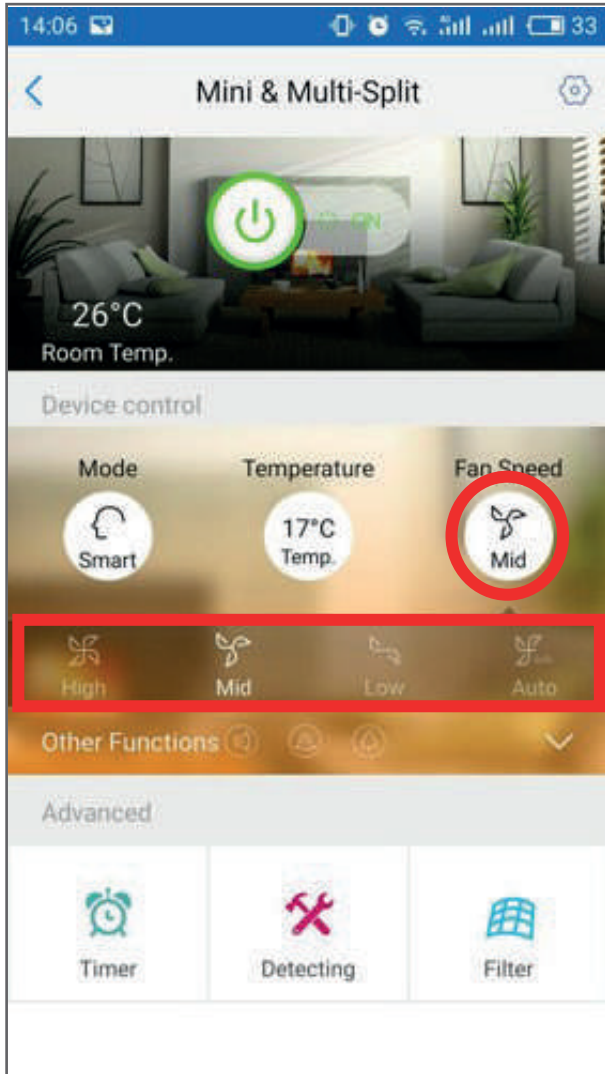 14:06 33
Mini & Multi-Split
ON
26°C
Room Temp.
Device control
Mode Temperature Fan Speed
Smart 17°C Temp. Mid
High Mid Low Auto
Other Functions
Advanced
Timer Detecting Filter